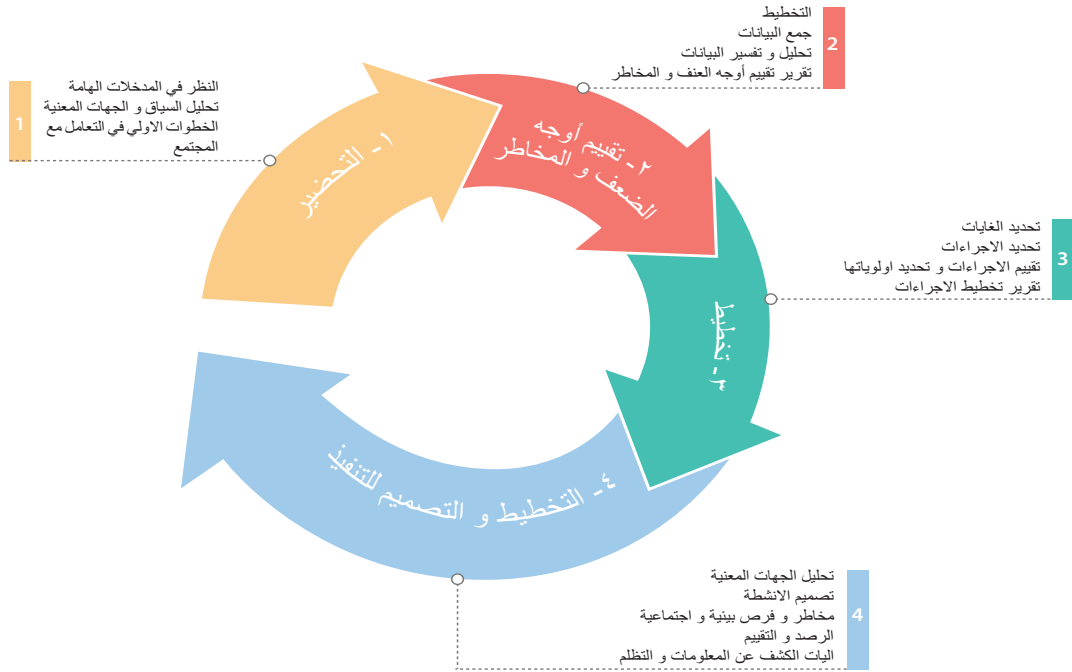 1
النظر في المدخلات الهامة
تحليل السياق و الجهات المعنية
الخطوات الاولي في التعامل مع
المجتمع
١- التحضير
2
التخطيط
جمع البيانات
تحليل و تفسير البيانات
تقرير تقييم أوجه العنف و المخاطر
٢- تقييم أوجه
الضعف و المخاطر
3
تحديد الغايات
تحديد الاجراءات
تقييم الاجراءات و تحديد اولوياتها
تقرير تخطيط الاجراءات
٣- تخطيط
4
تحليل الجهات المعنية
تصميم الانشطة
مخاطر و فرص بيئية و اجتماعية
الرصد و التقييم
اليات الكشف عن المعلومات و التظلم
٤- التخطيط و التصميم للتنفيذ